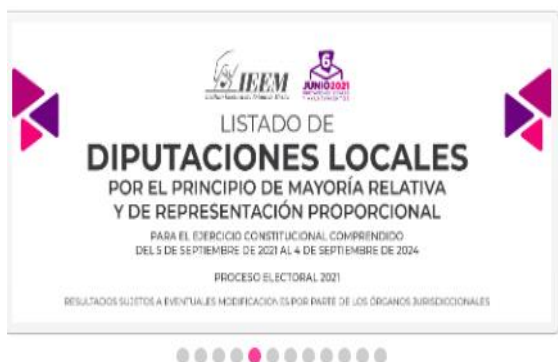 IEEM
6
JUNIO2021
LISTADO DE
DIPUTACIONES LOCALES
POR EL PRINCIPIO DE MAYORÍA RELATIVA
Y DE REPRESENTACIÓN PROPORCIONAL
PARA EL EJERCICIO CONSTITUCIONAL COMPRENDIDO
DEL 5 DE SEPTIEMBRE DE 2021 AL 4 DE SEPTIEMBRE DE 2024
PROCESO ELECTORAL 2021
RESULTADOS SUJETOS A EVENTUALES MODIFICACIONES POR PARTE DE LOS ÓRGANOS JURISDICCIONALES